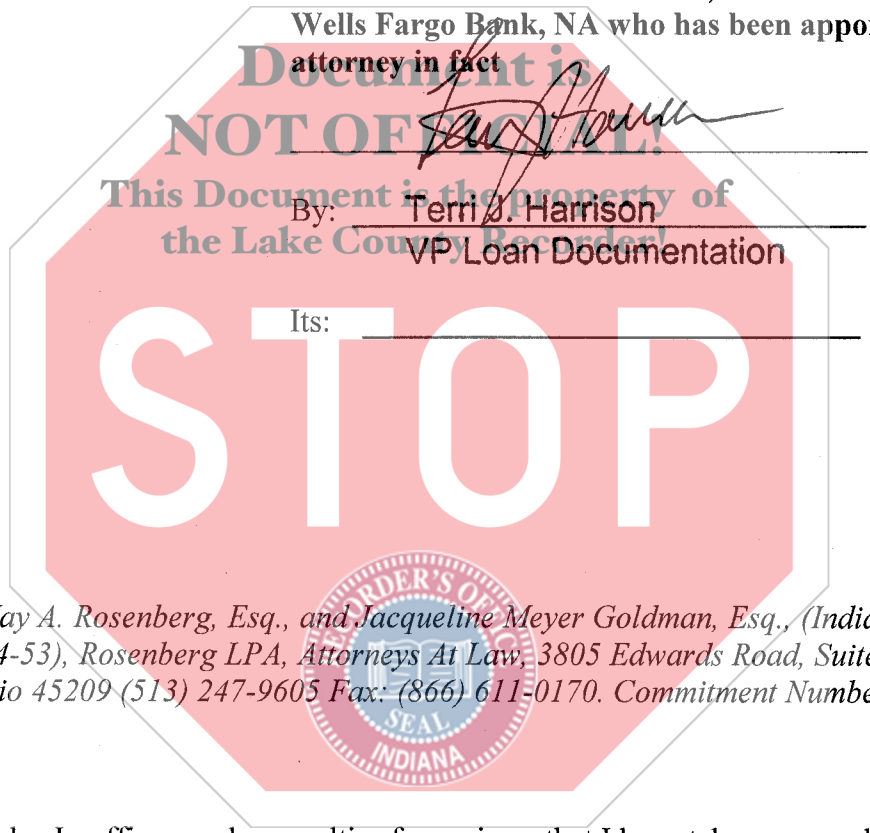 Wells Fargo Bank, NA who has been appoi
attorney in fact
Document is
NOT OFFICIAL!
This Document is the property of
the Lake County Recorder!
By: Terri J. Harrison
VP Loan Documentation
Its:
STOP
RECORDER'S OFFICE
SEAL
INDIANA
ay A. Rosenberg, Esq., and Jacqueline Meyer Goldman, Esq., (India
4-53), Rosenberg LPA, Attorneys At Law, 3805 Edwards Road, Suite
io 45209 (513) 247-9605 Fax: (866) 611-0170. Commitment Numbe